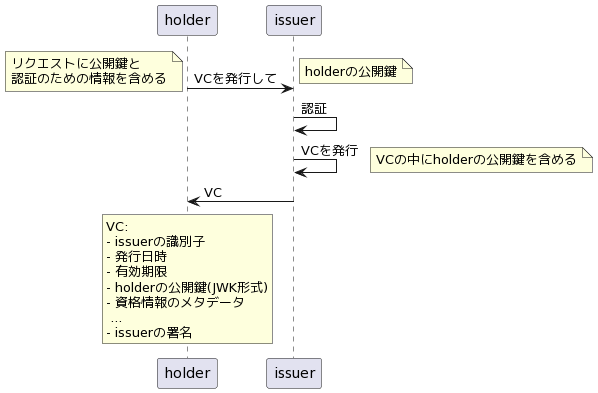 holder
issuer
リクエストに公開鍵と
認証のための情報を含める
VCを発行して
holderの公開鍵
認証
VCを発行
VCの中にholderの公開鍵を含める
VC
VC:
- issuerの識別子
- 発行日時
- 有効期限
- holderの公開鍵(JWK形式)
- 資格情報のメタデータ
...
- issuerの署名
holder
issuer